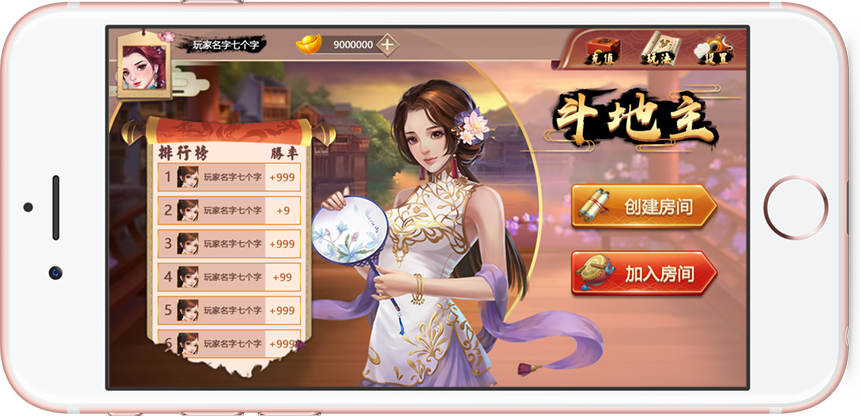 玩家名字七个字
9000000
充值
玩法
设置
斗地主
排行榜 勝率
1 玩家名字七个字 +999
2 玩家名字七个字 +9
3 玩家名字七个字 +999
4 玩家名字七个字 +99
5 玩家名字七个字 +999
6 玩家名字七个字 +999
创建房间
加入房间